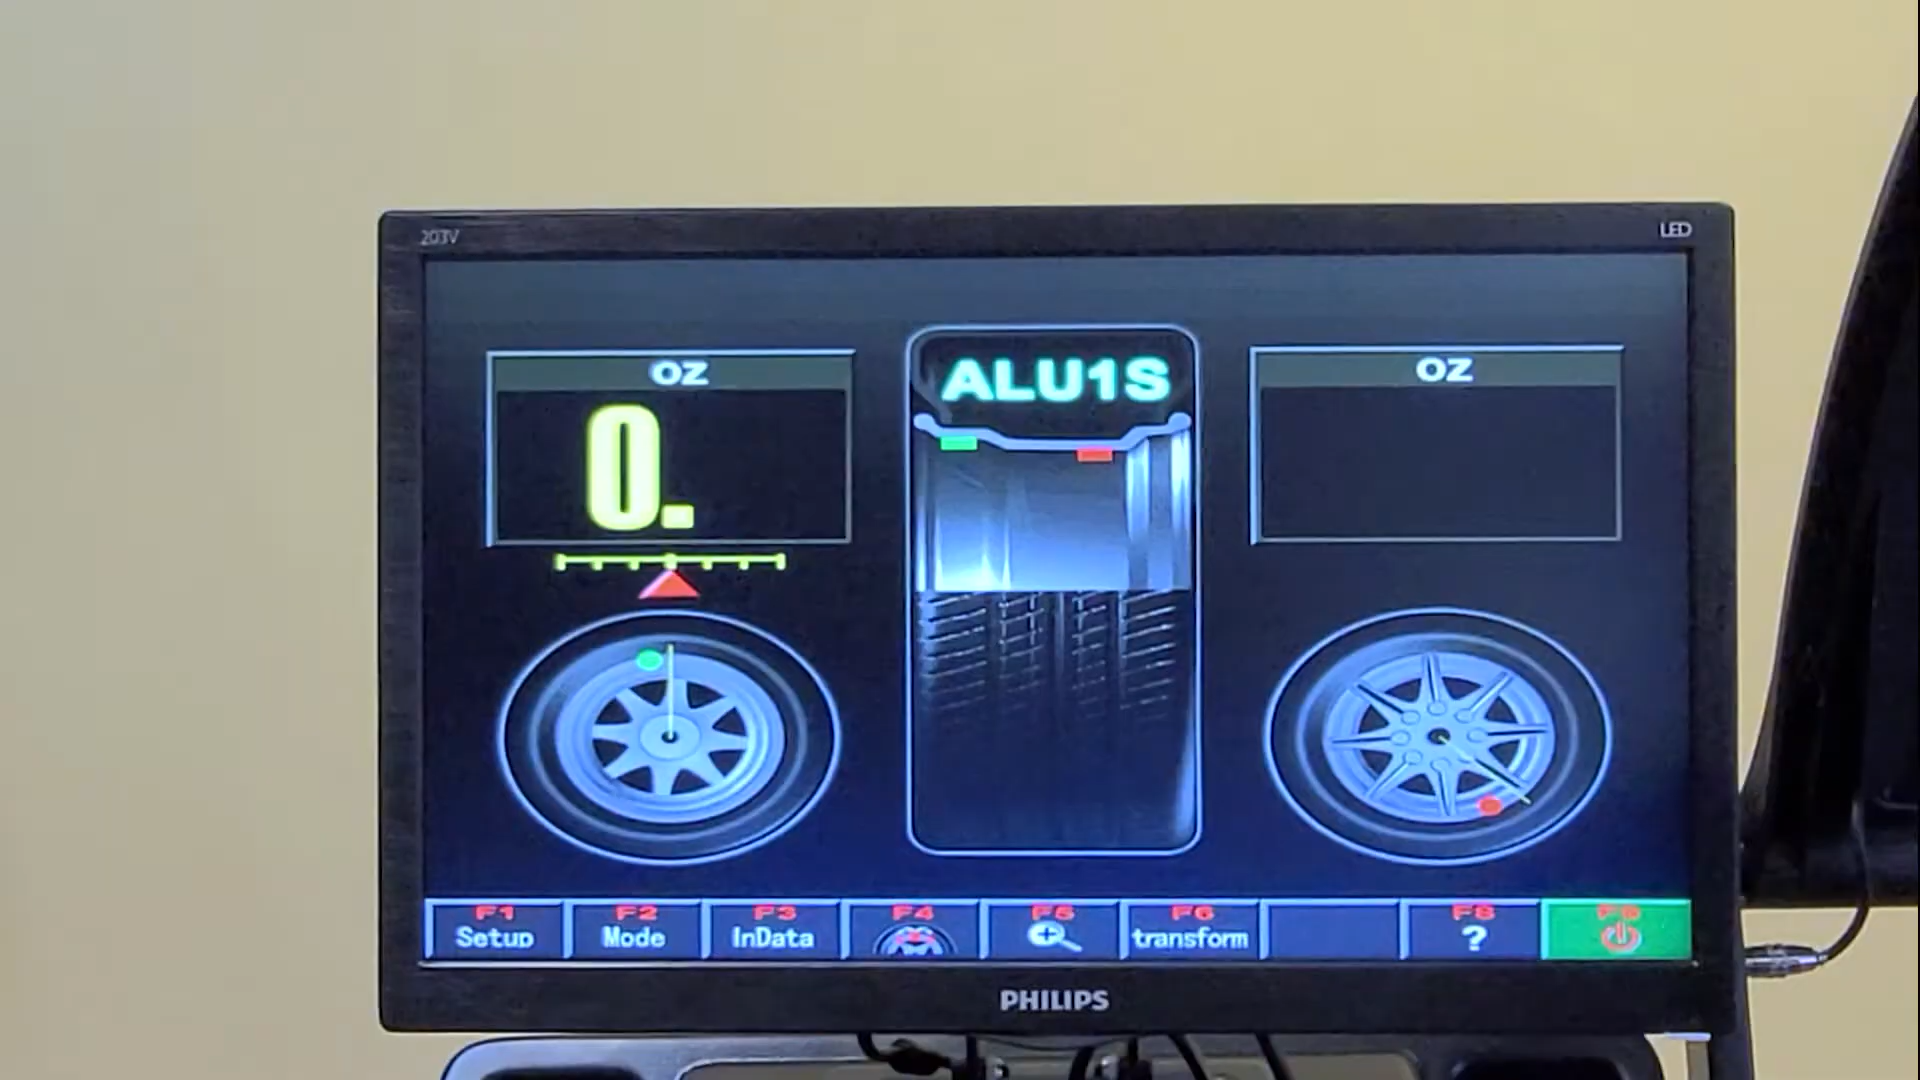 203V
LED
OZ
ALU1S
OZ
0.
F1
Setup
F2
Mode
F3
InData
F4
F5
F6
transform
F8
?
PHILIPS